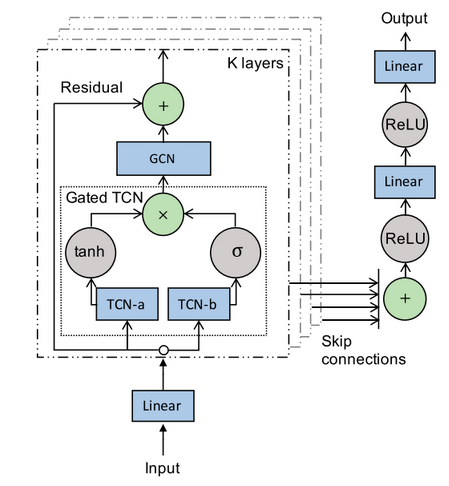 Output
Linear
ReLU
Linear
ReLU
+
Skip
connections
K layers
Residual
+
GCN
Gated TCN
×
tanh
σ
TCN-a
TCN-b
Linear
Input